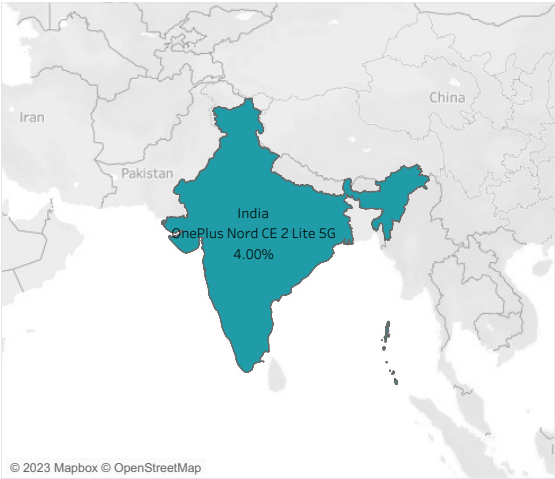 China
Iran
Pakistan
India
OnePlus Nord CE 2 Lite 5G
4.00%
© 2023 Mapbox © OpenStreetMap